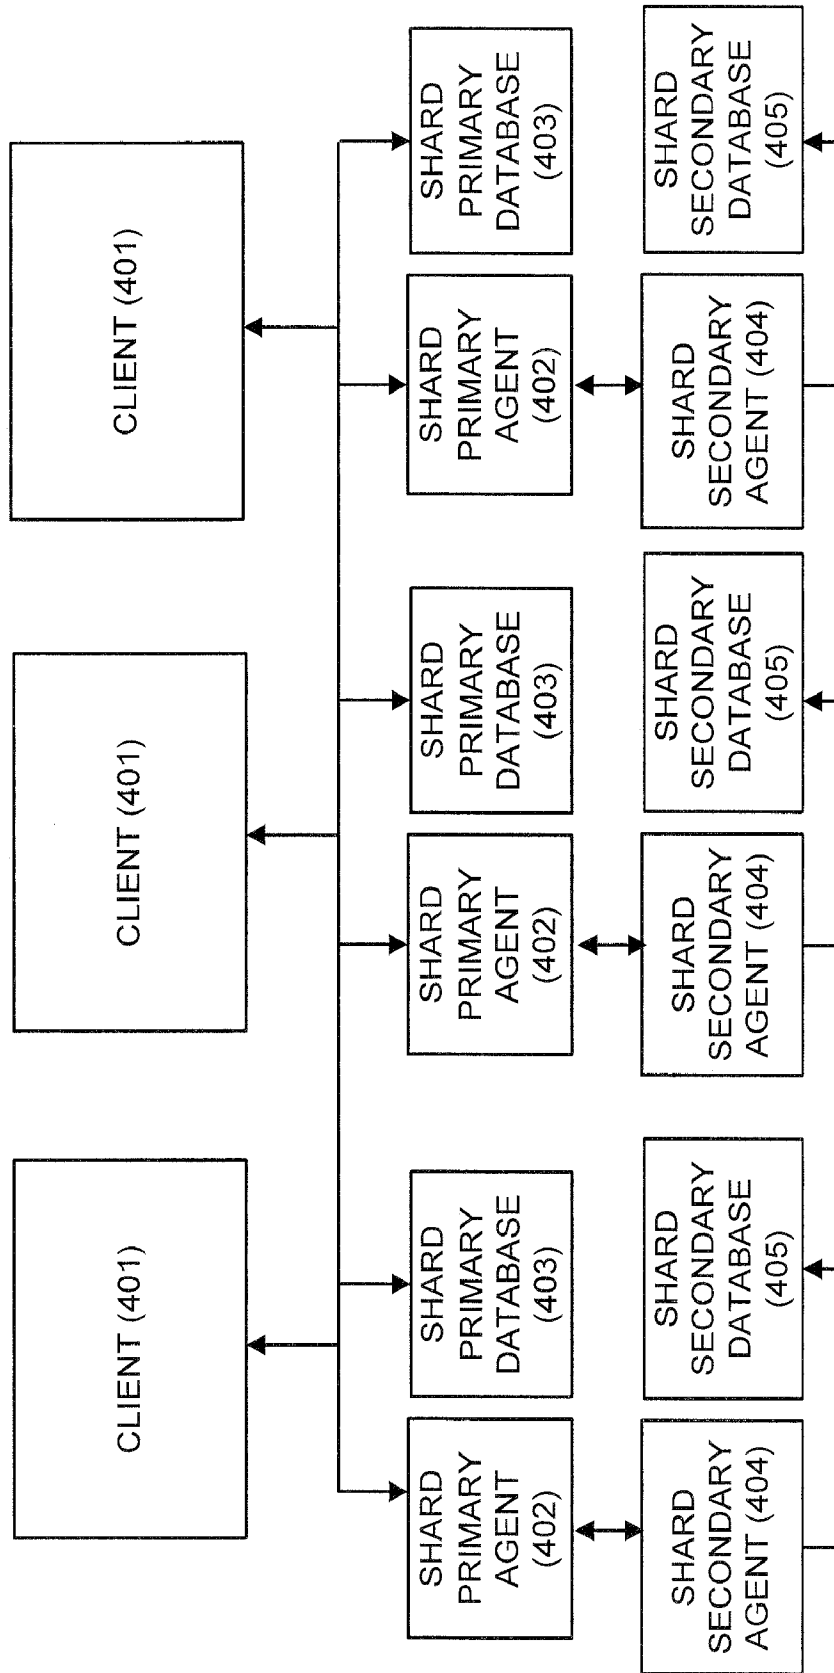 CLIENT (401)
CLIENT (401)
CLIENT (401)
SHARD
PRIMARY
AGENT
(402)
SHARD
PRIMARY
DATABASE
(403)
SHARD
PRIMARY
AGENT
(402)
SHARD
PRIMARY
DATABASE
(403)
SHARD
PRIMARY
AGENT
(402)
SHARD
PRIMARY
DATABASE
(403)
SHARD
SECONDARY
AGENT (404)
SHARD
SECONDARY
DATABASE
(405)
SHARD
SECONDARY
AGENT (404)
SHARD
SECONDARY
DATABASE
(405)
SHARD
SECONDARY
AGENT (404)
SHARD
SECONDARY
DATABASE
(405)